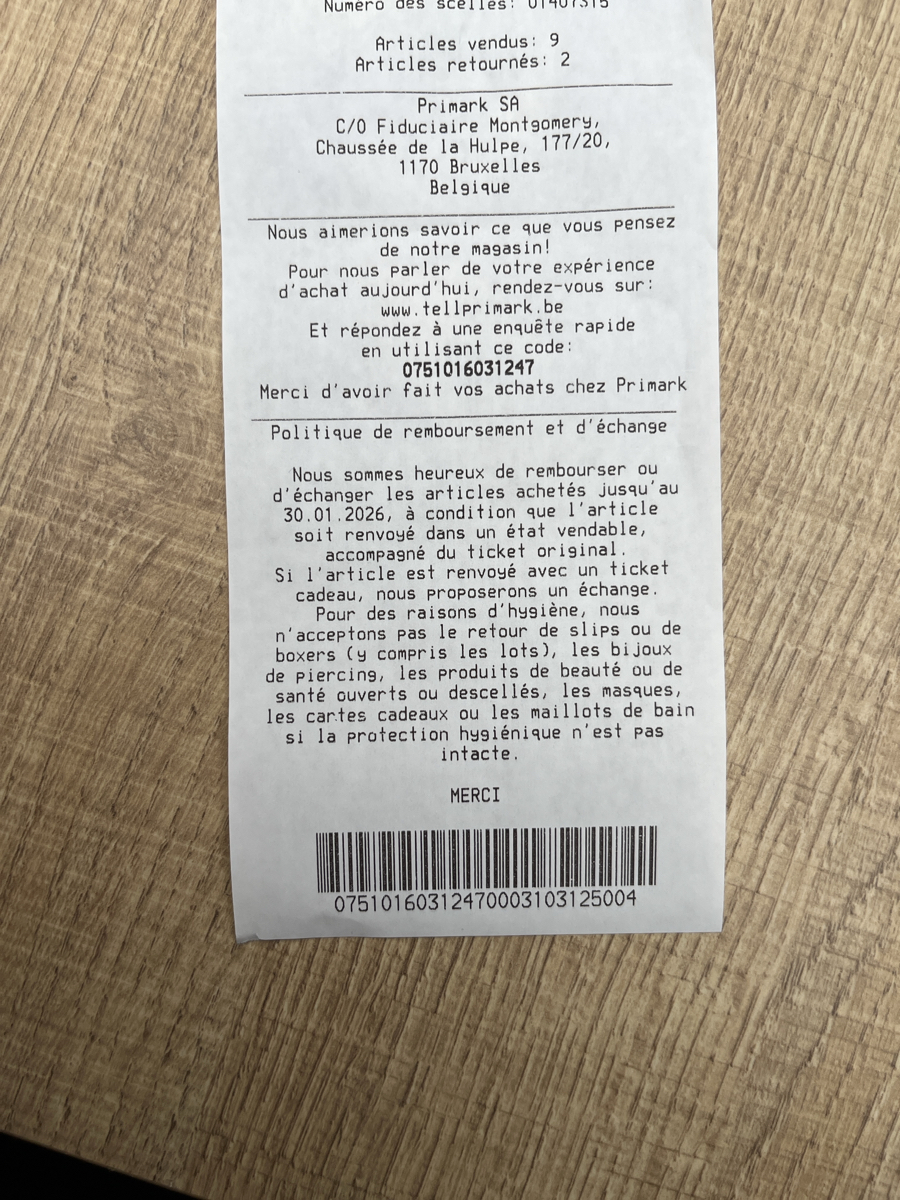 Numéro des scellés: 01407315
Articles vendus: 9
Articles retournés: 2
Primark SA
C/O Fiduciaire Montgomery,
Chaussée de la Hulpe, 177/20,
1170 Bruxelles
Belgique
Nous aimerions savoir ce que vous pensez
de notre magasin!
Pour nous parler de votre expérience
d'achat aujourd'hui, rendez-vous sur:
www.tellprimark.be
Et répondez à une enquête rapide
en utilisant ce code:
0751016031247
Merci d'avoir fait vos achats chez Primark
Politique de remboursement et d'échange
Nous sommes heureux de rembourser ou
d'échanger les articles achetés jusqu'au
30.01.2026, à condition que l'article
soit renvoyé dans un état vendable,
accompagné du ticket original.
Si l'article est renvoyé avec un ticket
cadeau, nous proposerons un échange.
Pour des raisons d'hygiène, nous
n'acceptons pas le retour de slips ou de
boxers (y compris les lots), les bijoux
de piercing, les produits de beauté ou de
santé ouverts ou descellés, les masques,
les cartes cadeaux ou les maillots de bain
si la protection hygiénique n'est pas
intacte.
MERCI
07510160312470003103125004